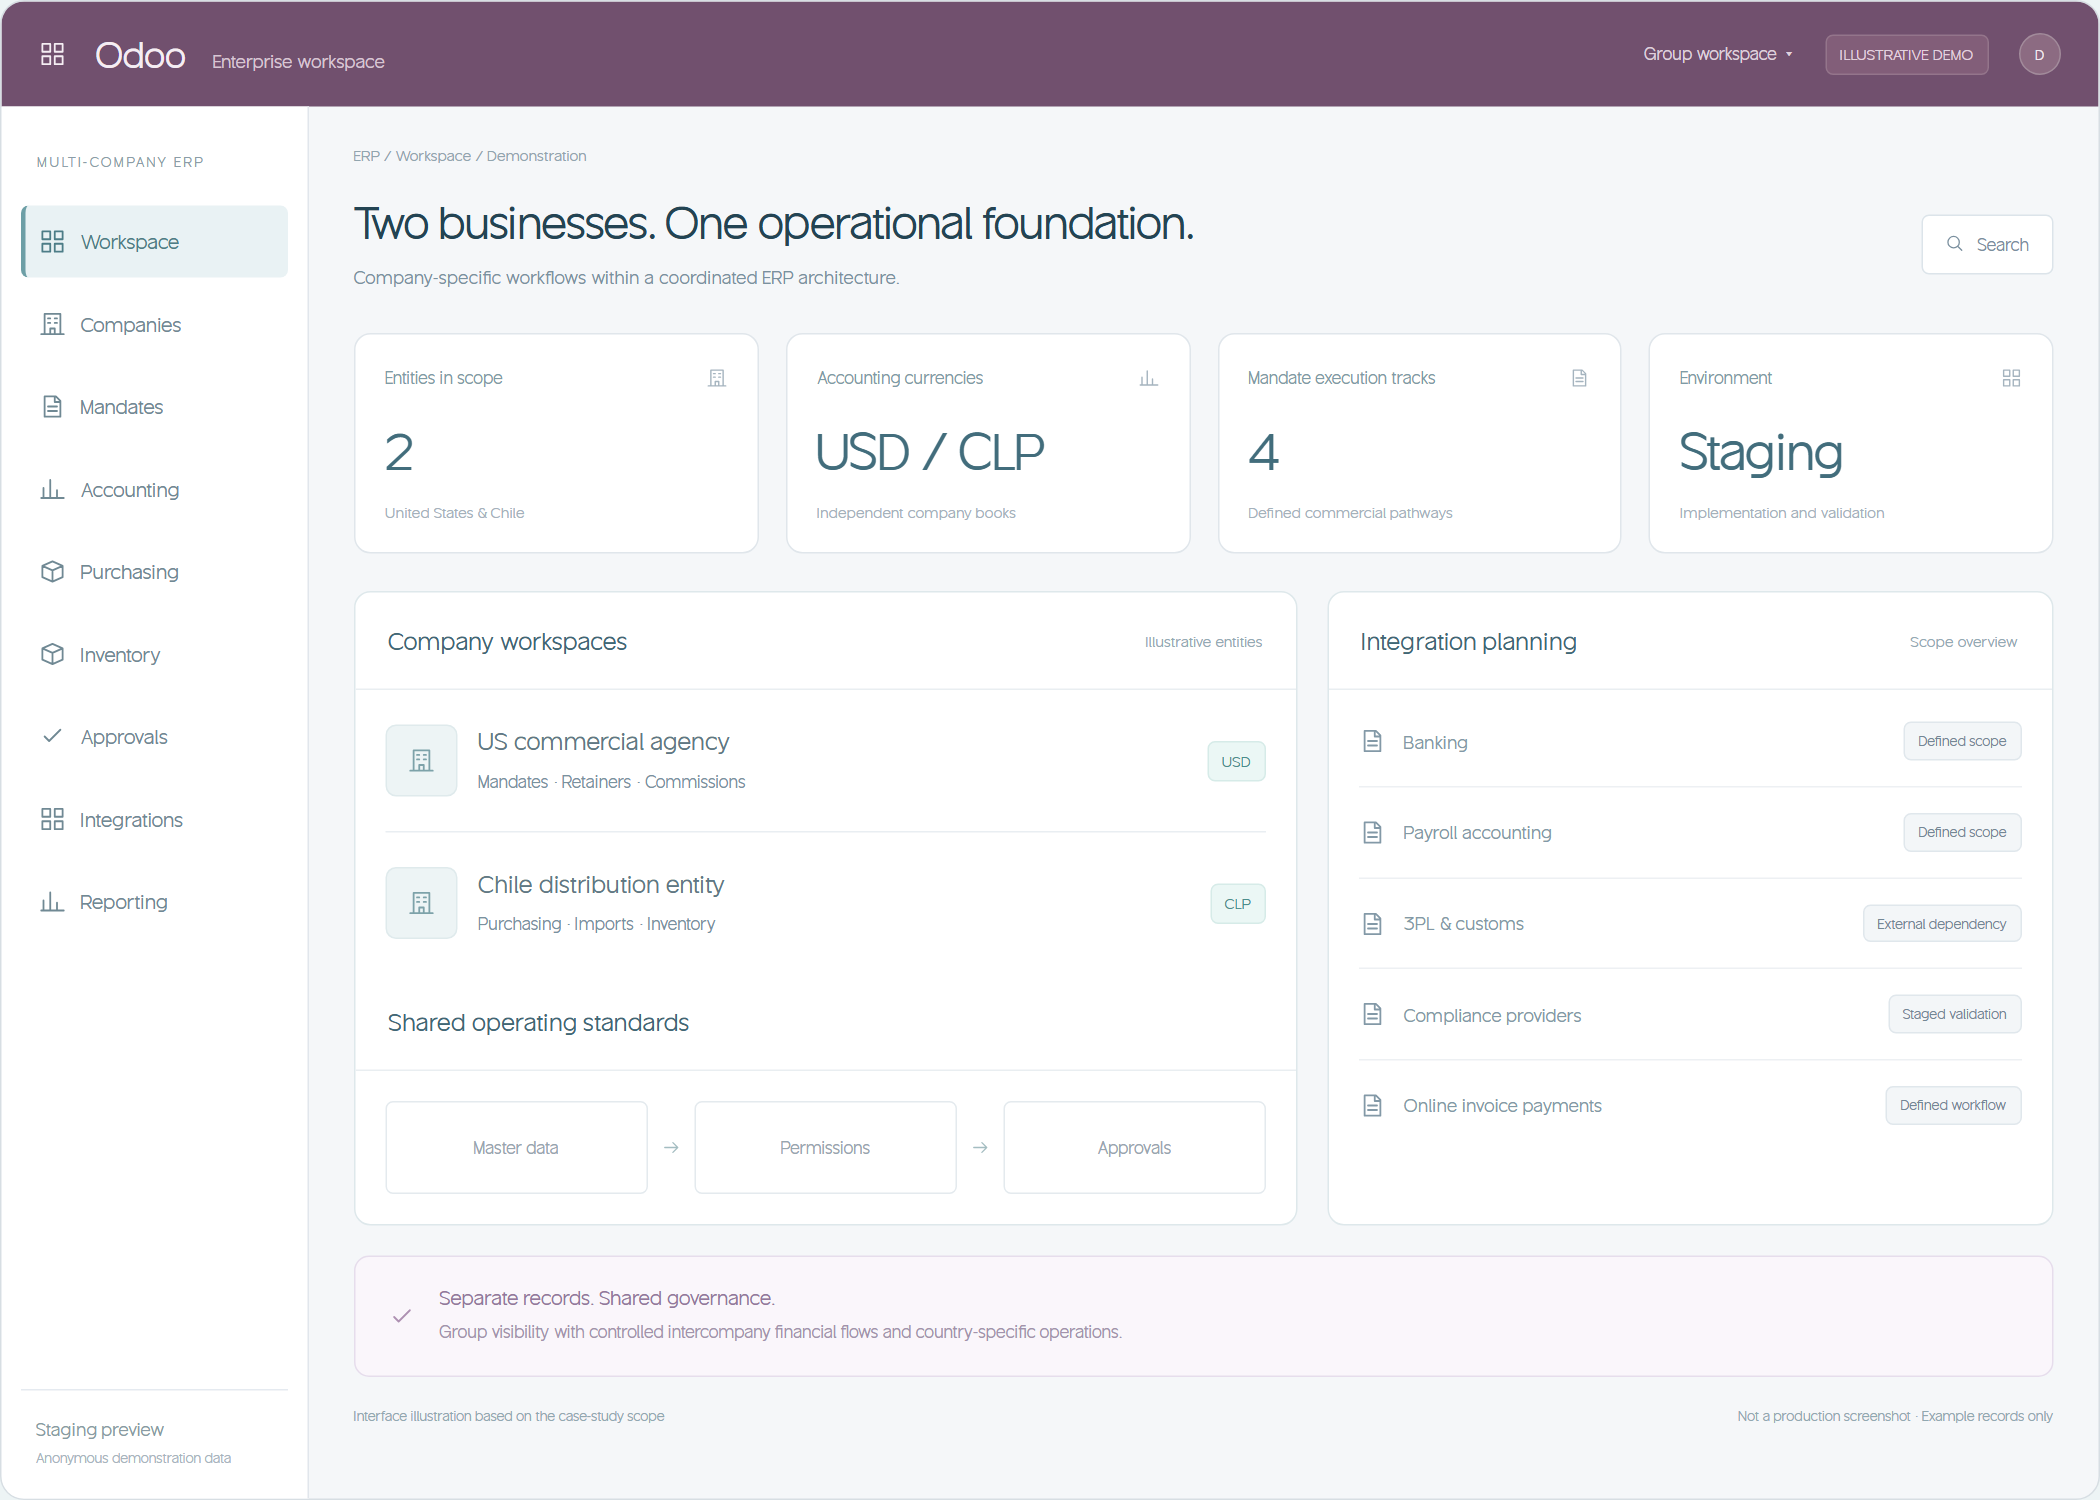 Odoo
Enterprise workspace
Group workspace
ILLUSTRATIVE DEMO
D
MULTI-COMPANY ERP
Workspace
Companies
Mandates
Accounting
Purchasing
Inventory
Approvals
Integrations
Reporting
Staging preview
Anonymous demonstration data
ERP / Workspace / Demonstration
Two businesses. One operational foundation.
Company-specific workflows within a coordinated ERP architecture.
Search
Entities in scope
2
United States & Chile
Accounting currencies
USD / CLP
Independent company books
Mandate execution tracks
4
Defined commercial pathways
Environment
Staging
Implementation and validation
Company workspaces
Illustrative entities
US commercial agency
Mandates · Retainers · Commissions
USD
Chile distribution entity
Purchasing · Imports · Inventory
CLP
Shared operating standards
Master data → Permissions → Approvals
Integration planning
Scope overview
Banking
Defined scope
Payroll accounting
Defined scope
3PL & customs
External dependency
Compliance providers
Staged validation
Online invoice payments
Defined workflow
Separate records. Shared governance.
Group visibility with controlled intercompany financial flows and country-specific operations.
Interface illustration based on the case-study scope
Not a production screenshot · Example records only